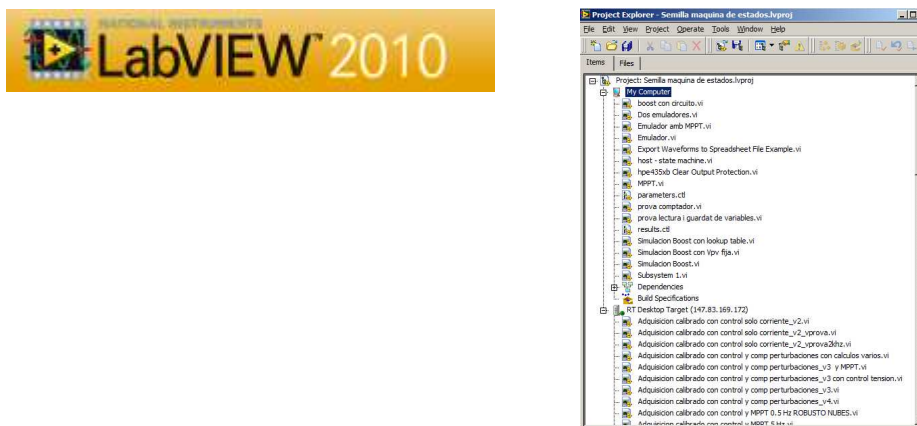 NATIONAL INSTRUMENTS
LabVIEW™ 2010
Project Explorer - Semilla maquina de estados.lvproj
File Edit View Project Operate Tools Window Help
Items Files
Project: Semilla maquina de estados.lvproj
My Computer
boost con circuito.vi
Dos emuladores.vi
Emulador amb MPPT.vi
Emulador.vi
Export Waveforms to Spreadsheet File Example.vi
host - state machine.vi
hpe435xb Clear Output Protection.vi
MPPT.vi
parameters.ctl
prova comptador.vi
prova lectura i guardat de variables.vi
results.ctl
Simulacion Boost con lookup table.vi
Simulacion Boost con Vpv fija.vi
Simulacion Boost.vi
Subsystem 1.vi
Dependencies
Build Specifications
RT Desktop Target (147.83.169.172)
Adquisicion calibrado con control solo corriente_v2.vi
Adquisicion calibrado con control solo corriente_v2_vprova.vi
Adquisicion calibrado con control solo corriente_v2_vprova2khz.vi
Adquisicion calibrado con control y comp perturbaciones con calculos varios.vi
Adquisicion calibrado con control y comp perturbaciones_v3 y MPPT.vi
Adquisicion calibrado con control y comp perturbaciones_v3 con control tension.vi
Adquisicion calibrado con control y comp perturbaciones_v3.vi
Adquisicion calibrado con control y comp perturbaciones_v4.vi
Adquisicion calibrado con control y MPPT 0.5 Hz ROBUSTO NUBES.vi
Adquisicion calibrado con control y MPPT 5 Hz.vi